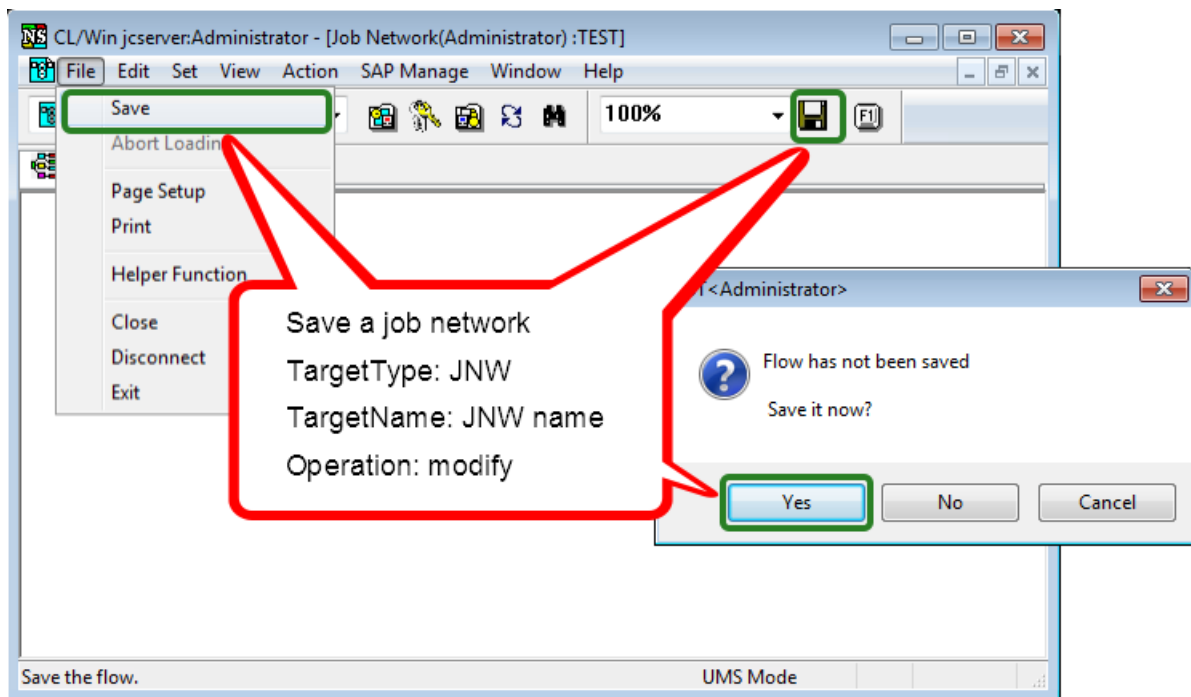 NS CL/Win jcserver:Administrator - [Job Network(Administrator) :TEST]
File Edit Set View Action SAP Manage Window Help
Save
100%
F1
Abort Loadin
Page Setup
Print
Helper Function
Close
Disconnect
Exit
Save a job network
TargetType: JNW
TargetName: JNW name
Operation: modify
T<Administrator>
Flow has not been saved
Save it now?
Yes No Cancel
Save the flow. UMS Mode